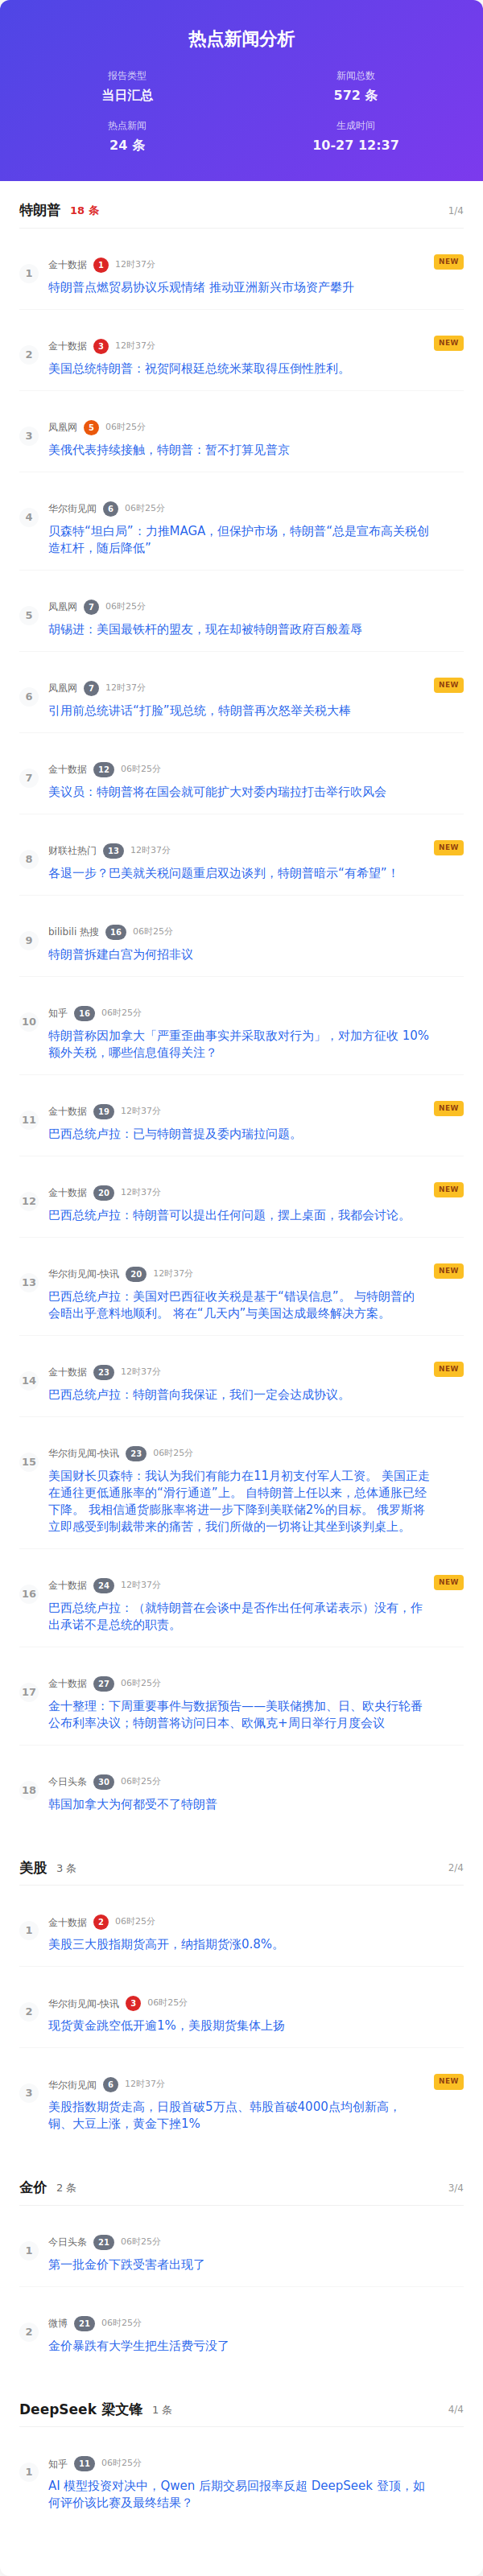 热点新闻分析
报告类型
新闻总数
当日汇总
572 条
热点新闻
生成时间
24 条
10-27 12:37
特朗普 18 条 1/4
1 金十数据 1 12时37分 NEW
特朗普点燃贸易协议乐观情绪 推动亚洲新兴市场资产攀升
2 金十数据 3 12时37分 NEW
美国总统特朗普：祝贺阿根廷总统米莱取得压倒性胜利。
3 凤凰网 5 06时25分
美俄代表持续接触，特朗普：暂不打算见普京
4 华尔街见闻 6 06时25分
贝森特“坦白局”：力推MAGA，但保护市场，特朗普“总是宣布高关税创
造杠杆，随后降低”
5 凤凰网 7 06时25分
胡锡进：美国最铁杆的盟友，现在却被特朗普政府百般羞辱
6 凤凰网 7 12时37分 NEW
引用前总统讲话“打脸”现总统，特朗普再次怒举关税大棒
7 金十数据 12 06时25分
美议员：特朗普将在国会就可能扩大对委内瑞拉打击举行吹风会
8 财联社热门 13 12时37分 NEW
各退一步？巴美就关税问题重启双边谈判，特朗普暗示“有希望”！
9 bilibili 热搜 16 06时25分
特朗普拆建白宫为何招非议
10 知乎 16 06时25分
特朗普称因加拿大「严重歪曲事实并采取敌对行为」，对加方征收 10%
额外关税，哪些信息值得关注？
11 金十数据 19 12时37分 NEW
巴西总统卢拉：已与特朗普提及委内瑞拉问题。
12 金十数据 20 12时37分 NEW
巴西总统卢拉：特朗普可以提出任何问题，摆上桌面，我都会讨论。
13 华尔街见闻-快讯 20 12时37分 NEW
巴西总统卢拉：美国对巴西征收关税是基于“错误信息”。 与特朗普的
会晤出乎意料地顺利。 将在“几天内”与美国达成最终解决方案。
14 金十数据 23 12时37分 NEW
巴西总统卢拉：特朗普向我保证，我们一定会达成协议。
15 华尔街见闻-快讯 23 06时25分
美国财长贝森特：我认为我们有能力在11月初支付军人工资。 美国正走
在通往更低通胀率的“滑行通道”上。 自特朗普上任以来，总体通胀已经
下降。 我相信通货膨胀率将进一步下降到美联储2%的目标。 俄罗斯将
立即感受到制裁带来的痛苦，我们所做的一切将让其坐到谈判桌上。
16 金十数据 24 12时37分 NEW
巴西总统卢拉：（就特朗普在会谈中是否作出任何承诺表示）没有，作
出承诺不是总统的职责。
17 金十数据 27 06时25分
金十整理：下周重要事件与数据预告——美联储携加、日、欧央行轮番
公布利率决议；特朗普将访问日本、欧佩克+周日举行月度会议
18 今日头条 30 06时25分
韩国加拿大为何都受不了特朗普
美股 3 条 2/4
1 金十数据 2 06时25分
美股三大股指期货高开，纳指期货涨0.8%。
2 华尔街见闻-快讯 3 06时25分
现货黄金跳空低开逾1%，美股期货集体上扬
3 华尔街见闻 6 12时37分 NEW
美股指数期货走高，日股首破5万点、韩股首破4000点均创新高，
铜、大豆上涨，黄金下挫1%
金价 2 条 3/4
1 今日头条 21 06时25分
第一批金价下跌受害者出现了
2 微博 21 06时25分
金价暴跌有大学生把生活费亏没了
DeepSeek 梁文锋 1 条 4/4
1 知乎 11 06时25分
AI 模型投资对决中，Qwen 后期交易回报率反超 DeepSeek 登顶，如
何评价该比赛及最终结果？